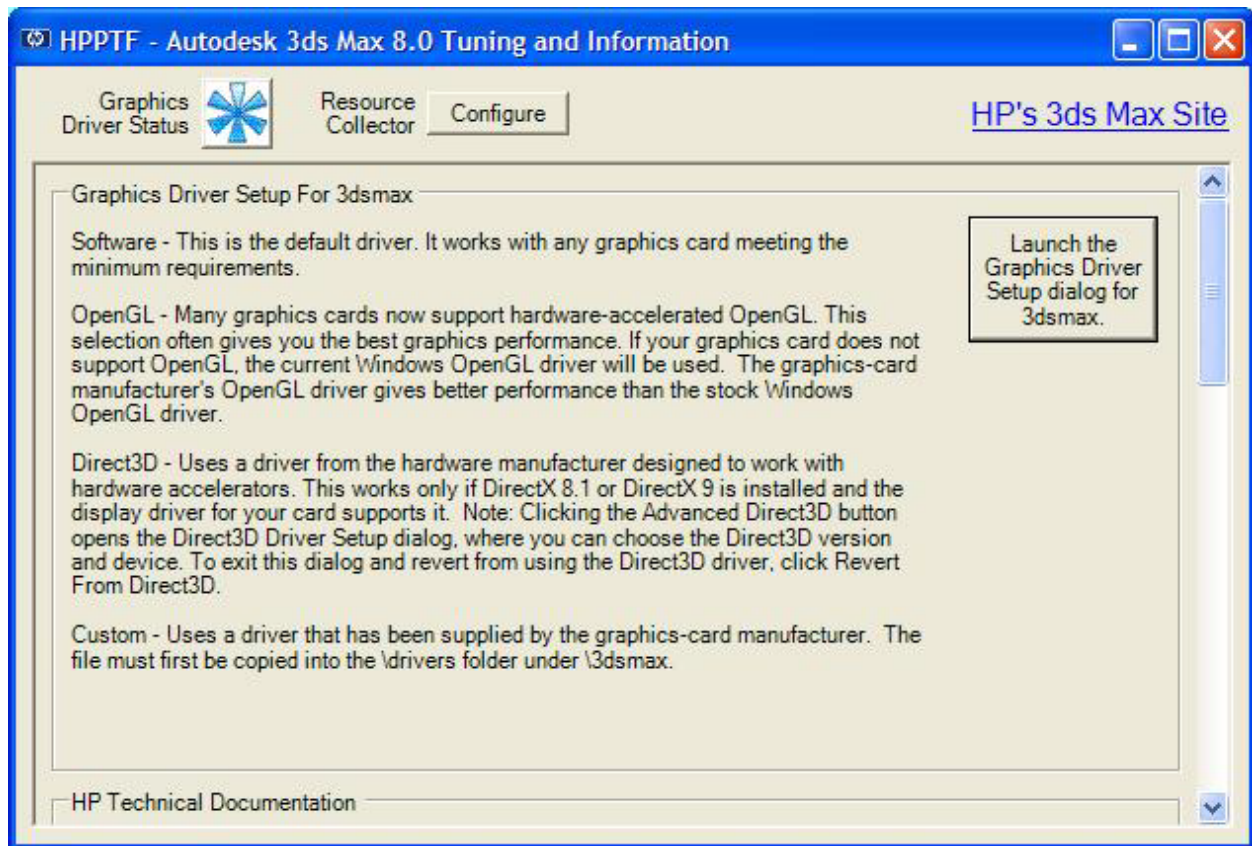 HPPTF - Autodesk 3ds Max 8.0 Tuning and Information
Graphics
Driver Status
Resource
Collector
Configure
HP's 3ds Max Site
Graphics Driver Setup For 3dsmax
Software - This is the default driver. It works with any graphics card meeting the
minimum requirements.
OpenGL - Many graphics cards now support hardware-accelerated OpenGL. This
selection often gives you the best graphics performance. If your graphics card does not
support OpenGL, the current Windows OpenGL driver will be used.  The graphics-card
manufacturer's OpenGL driver gives better performance than the stock Windows
OpenGL driver.
Direct3D - Uses a driver from the hardware manufacturer designed to work with
hardware accelerators. This works only if DirectX 8.1 or DirectX 9 is installed and the
display driver for your card supports it.  Note: Clicking the Advanced Direct3D button
opens the Direct3D Driver Setup dialog, where you can choose the Direct3D version
and device. To exit this dialog and revert from using the Direct3D driver, click Revert
From Direct3D.
Custom - Uses a driver that has been supplied by the graphics-card manufacturer.  The
file must first be copied into the \drivers folder under \3dsmax.
Launch the
Graphics Driver
Setup dialog for
3dsmax.
HP Technical Documentation